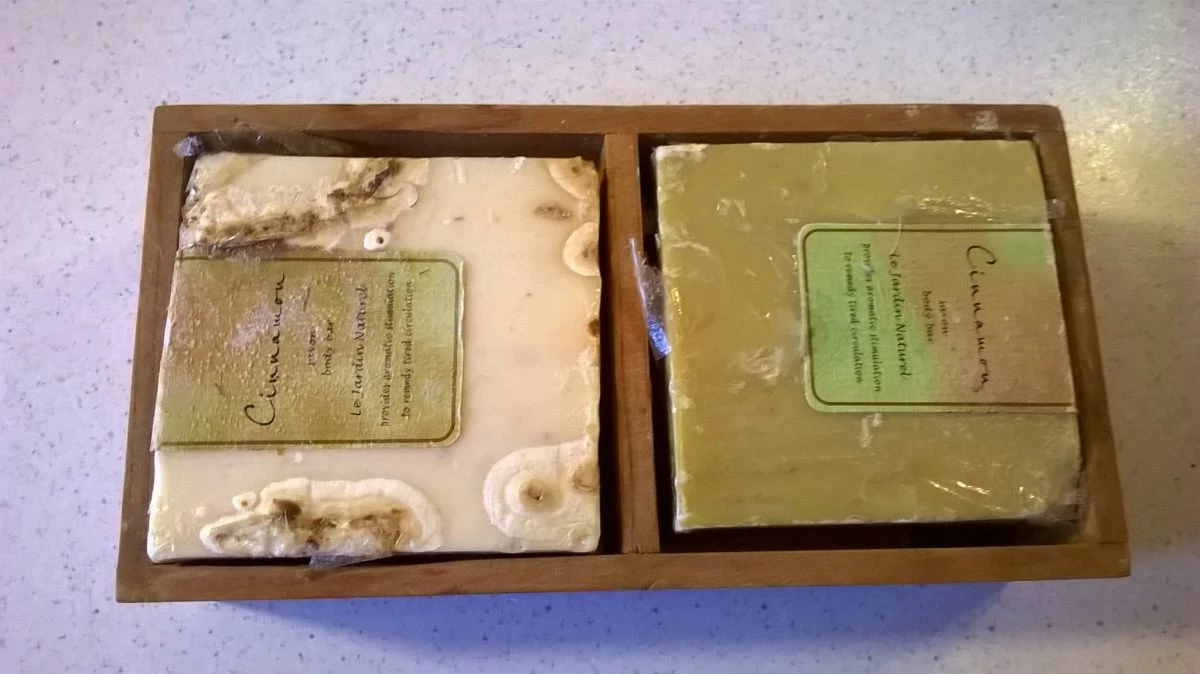 Cinnamon
savon
body bar
Le Jardin Naturel
provides aromatic stimulation
to remedy tired circulation
Cinnamon
savon
body bar
Le Jardin Naturel
provides aromatic stimulation
to remedy tired circulation